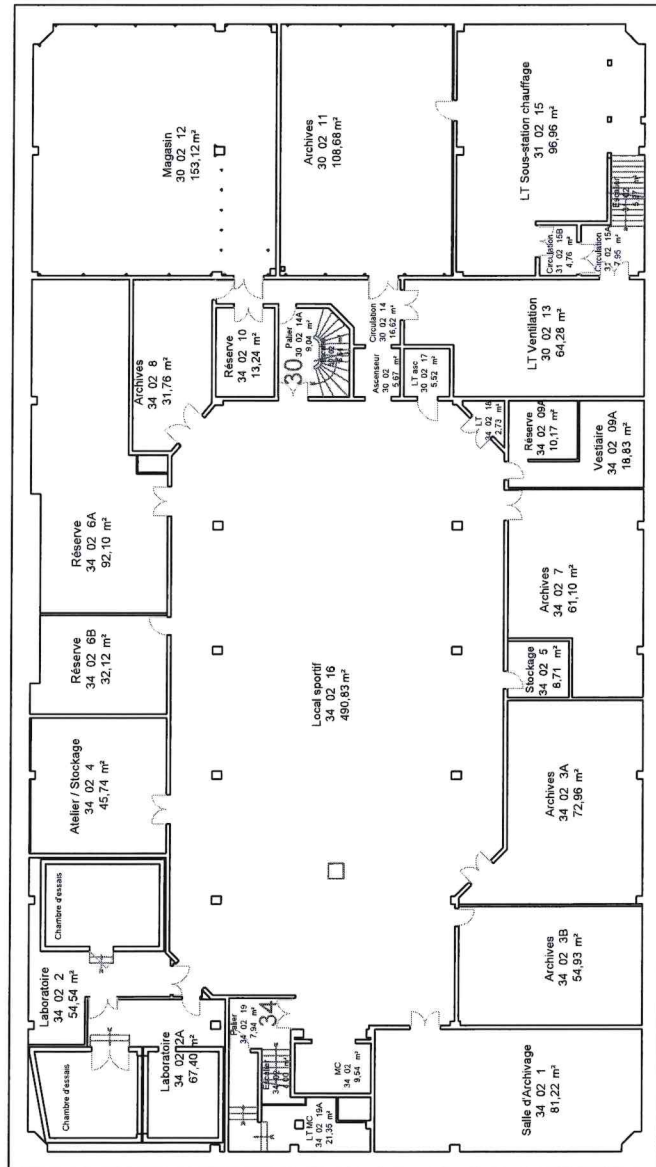 Magasin
30 02 12
153,12 m²
Archives
30 02 11
108,68 m²
LT Sous-station chauffage
31 02 15
96,96 m²
Escalier
Circulation
31 02 15B
4,76 m²
Circulation
31 02 15A
7,95 m²
Archives
34 02 8
31,76 m²
Réserve
30 02 10
13,24 m²
30
Palier
30 02 14A
9,04 m²
Circulation
30 02 14
16,62 m²
Ascenseur
30 02
5,67 m²
LT asc
30 02 17
5,52 m²
LT Ventilation
30 02 13
64,28 m²
LT
34 02 18
2,73 m²
Réserve
34 02 09A
10,17 m²
Vestiaire
34 02 09A
18,83 m²
Réserve
34 02 6A
92,10 m²
Archives
34 02 7
61,10 m²
Réserve
34 02 6B
32,12 m²
Local sportif
34 02 16
490,83 m²
Stockage
34 02 5
8,71 m²
Atelier / Stockage
34 02 4
45,74 m²
Archives
34 02 3A
72,96 m²
Chambre d'essais
Laboratoire
34 02 2
54,54 m²
Archives
34 02 3B
54,93 m²
Chambre d'essais
Laboratoire
34 02 2A
67,40 m²
Palier
34 02 19
7,94 m²
34
Escalier
34 02
MC
34 02
9,54 m²
LT MC
34 02 19A
21,35 m²
Salle d'Archivage
34 02 1
81,22 m²